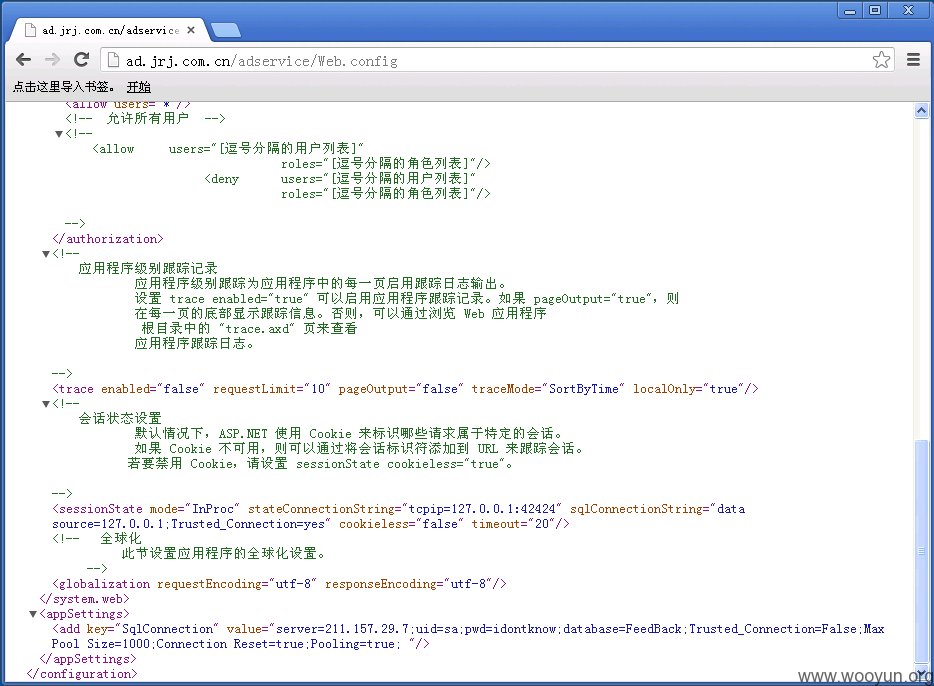 ad.jrj.com.cn/adservice
ad.jrj.com.cn/adservice/Web.config
点击这里导入书签。 开始
<allow users="*"/>
<!-- 允许所有用户 -->
<!--
<allow users="[逗号分隔的用户列表]"
roles="[逗号分隔的角色列表]"/>
<deny users="[逗号分隔的用户列表]"
roles="[逗号分隔的角色列表]"/>
-->
</authorization>
<!--
应用程序级别跟踪记录
应用程序级别跟踪为应用程序中的每一页启用跟踪日志输出。
设置 trace enabled="true" 可以启用应用程序跟踪记录。如果 pageOutput="true"，则
在每一页的底部显示跟踪信息。否则，可以通过浏览 Web 应用程序
根目录中的 "trace.axd" 页来查看
应用程序跟踪日志。
-->
<trace enabled="false" requestLimit="10" pageOutput="false" traceMode="SortByTime" localOnly="true"/>
<!--
会话状态设置
默认情况下，ASP.NET 使用 Cookie 来标识哪些请求属于特定的会话。
如果 Cookie 不可用，则可以通过将会话标识符添加到 URL 来跟踪会话。
若要禁用 Cookie，请设置 sessionState cookieless="true"。
-->
<sessionState mode="InProc" stateConnectionString="tcpip=127.0.0.1:42424" sqlConnectionString="data
source=127.0.0.1;Trusted_Connection=yes" cookieless="false" timeout="20"/>
<!-- 全球化
此节设置应用程序的全球化设置。
-->
<globalization requestEncoding="utf-8" responseEncoding="utf-8"/>
</system.web>
<appSettings>
<add key="SqlConnection" value="server=211.157.29.7;uid=sa;pwd=idontknow;database=FeedBack;Trusted_Connection=False;Max
Pool Size=1000;Connection Reset=true;Pooling=true; "/>
</appSettings>
</configuration>
www.wooyun.org